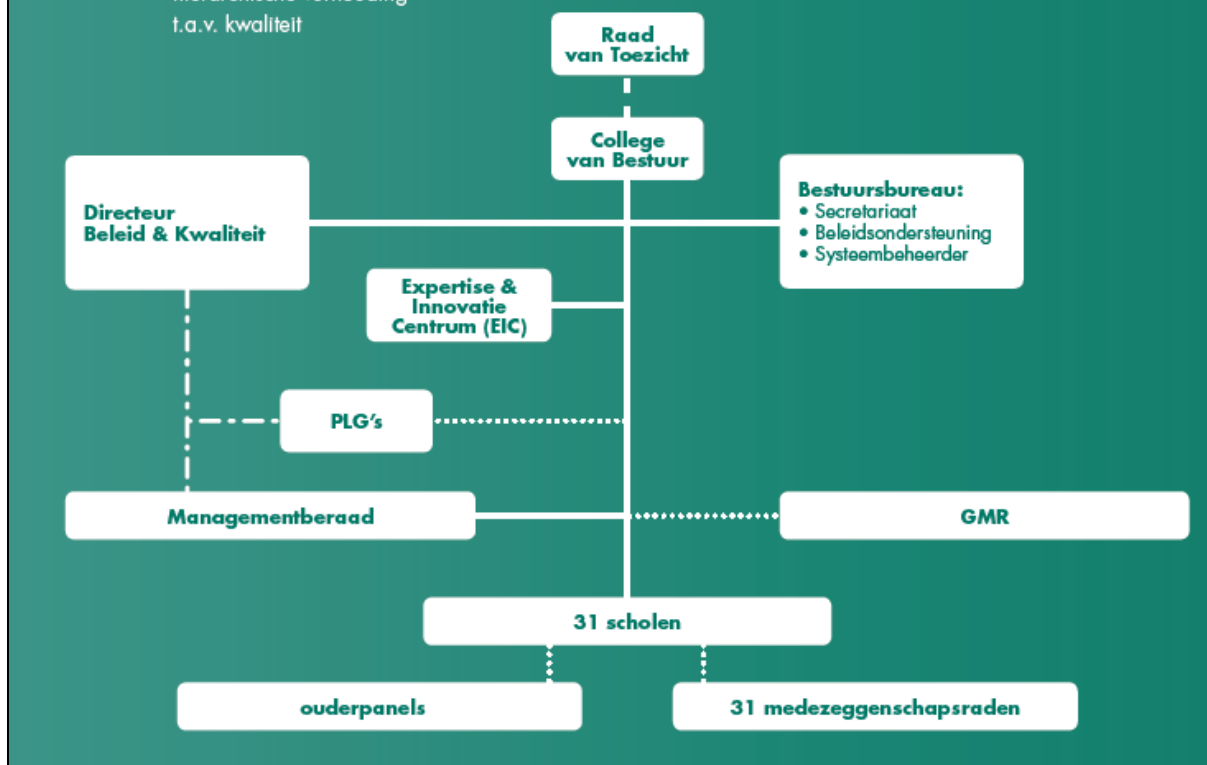 t.a.v. kwaliteit
Raad
van Toezicht
College
van Bestuur
Directeur
Beleid & Kwaliteit
Bestuursbureau:
• Secretariaat
• Beleidsondersteuning
• Systeembeheerder
Expertise &
Innovatie
Centrum (EIC)
PLG's
Managementberaad
GMR
31 scholen
ouderpanels
31 medezeggenschapsraden